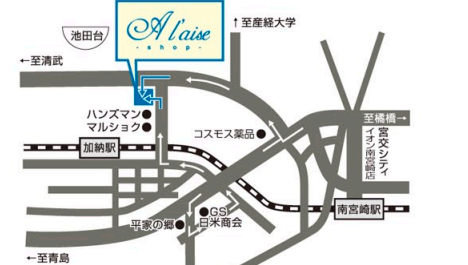 A l'aise
-shop-
池田台
↑至産経大学
←至清武
ハンズマン●
マルショク●
コスモス薬品●
至橘橋→
宮交シティ
イオン南宮崎店
加納駅
南宮崎駅
●GS
日米商会
平家の郷●
←至青島